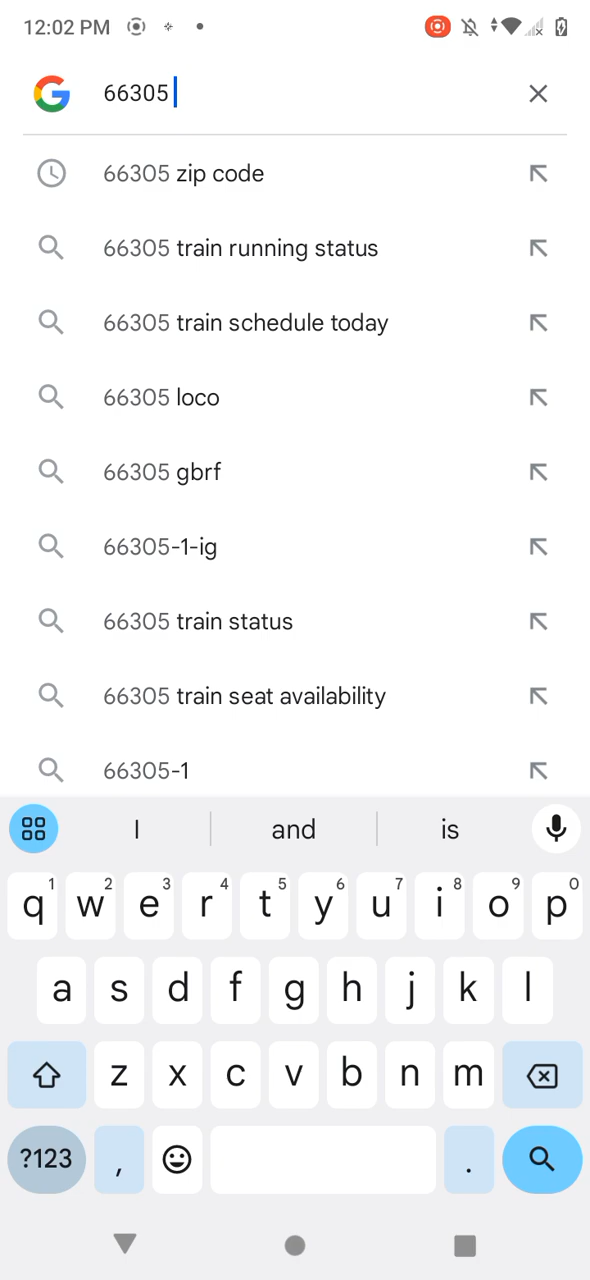 12:02 PM
66305
66305 zip code
66305 train running status
66305 train schedule today
66305 loco
66305 gbrf
66305-1-ig
66305 train status
66305 train seat availability
66305-1
I and is
1 2 3 4 5 6 7 8 9 0
q w e r t y u i o p
a s d f g h j k l
z x c v b n m
?123 , .